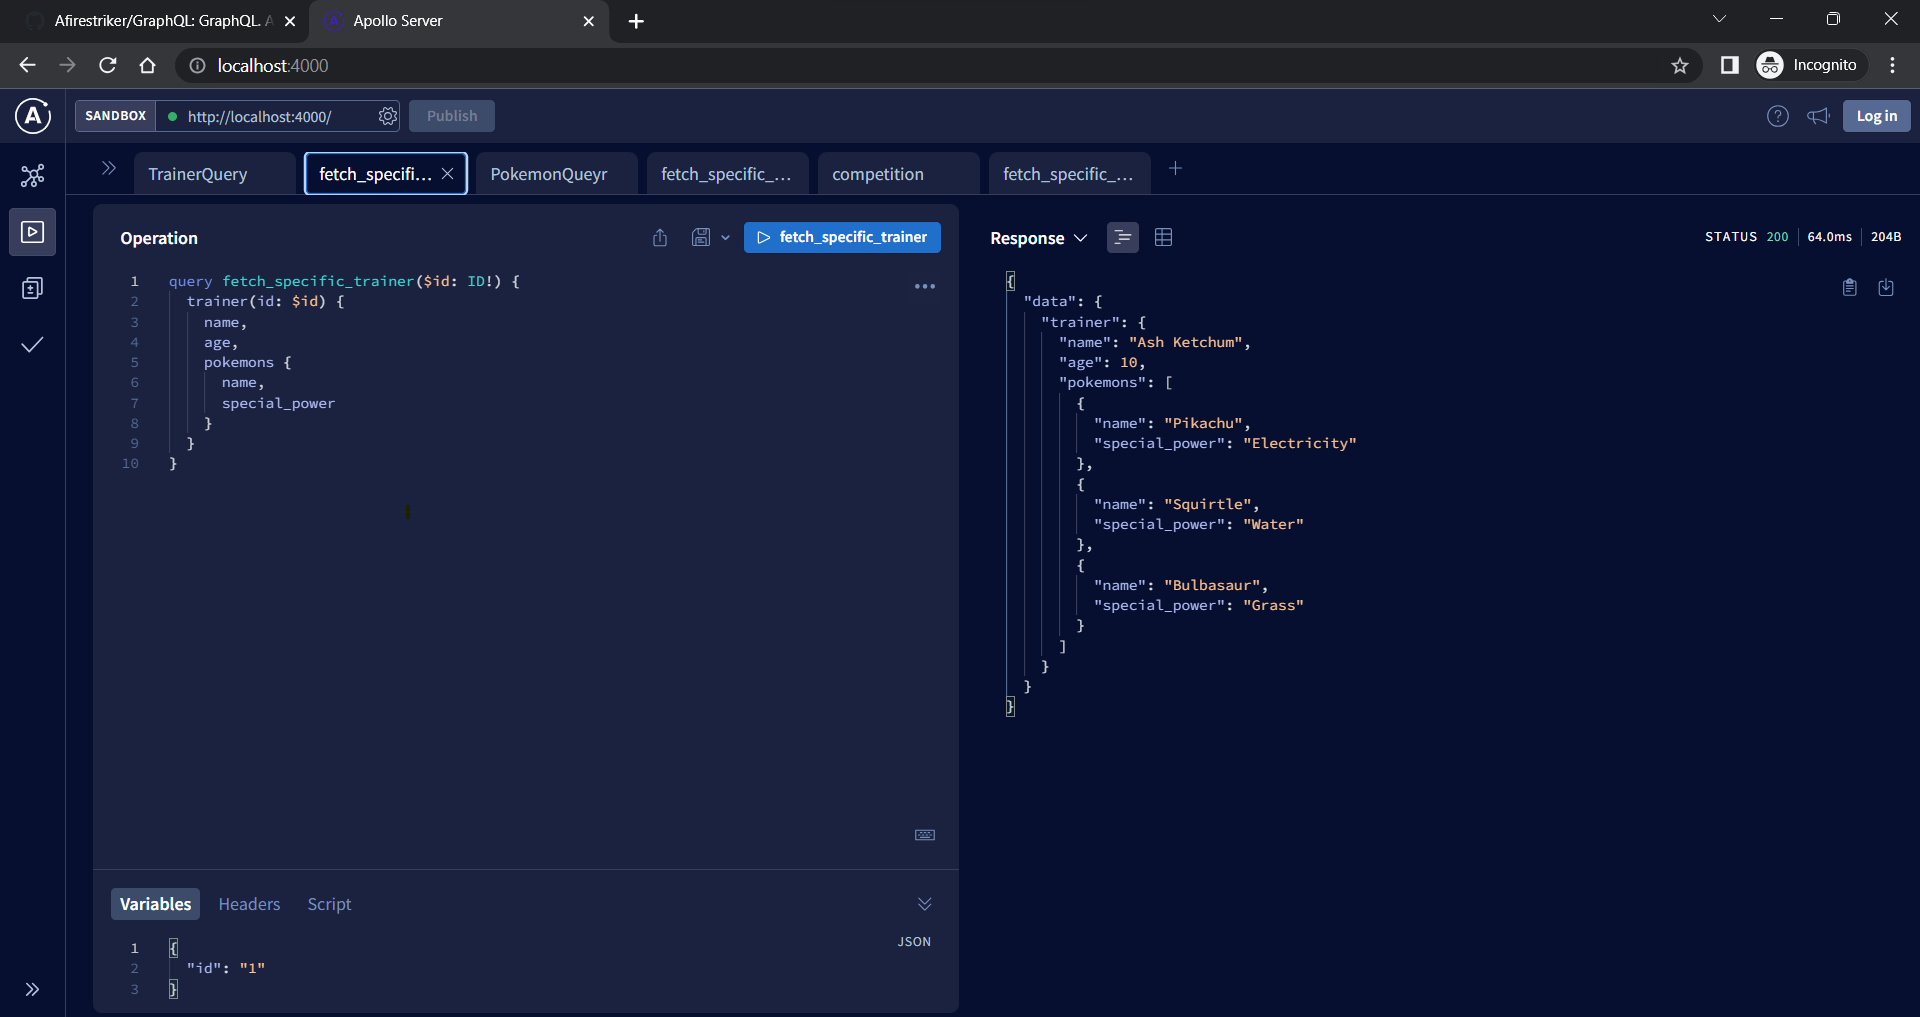 Afirestriker/GraphQL: GraphQL A
Apollo Server
localhost:4000
Incognito
SANDBOX
http://localhost:4000/
Publish
Log in
TrainerQuery
fetch_specifi...
PokemonQueyr
fetch_specific_...
competition
fetch_specific_...
Operation
fetch_specific_trainer
1 query fetch_specific_trainer($id: ID!) {
2 trainer(id: $id) {
3 name,
4 age,
5 pokemons {
6 name,
7 special_power
8 }
9 }
10 }
Variables
Headers
Script
JSON
1 {
2 "id": "1"
3 }
Response
STATUS 200
64.0ms
204B
{
"data": {
"trainer": {
"name": "Ash Ketchum",
"age": 10,
"pokemons": [
{
"name": "Pikachu",
"special_power": "Electricity"
},
{
"name": "Squirtle",
"special_power": "Water"
},
{
"name": "Bulbasaur",
"special_power": "Grass"
}
]
}
}
}